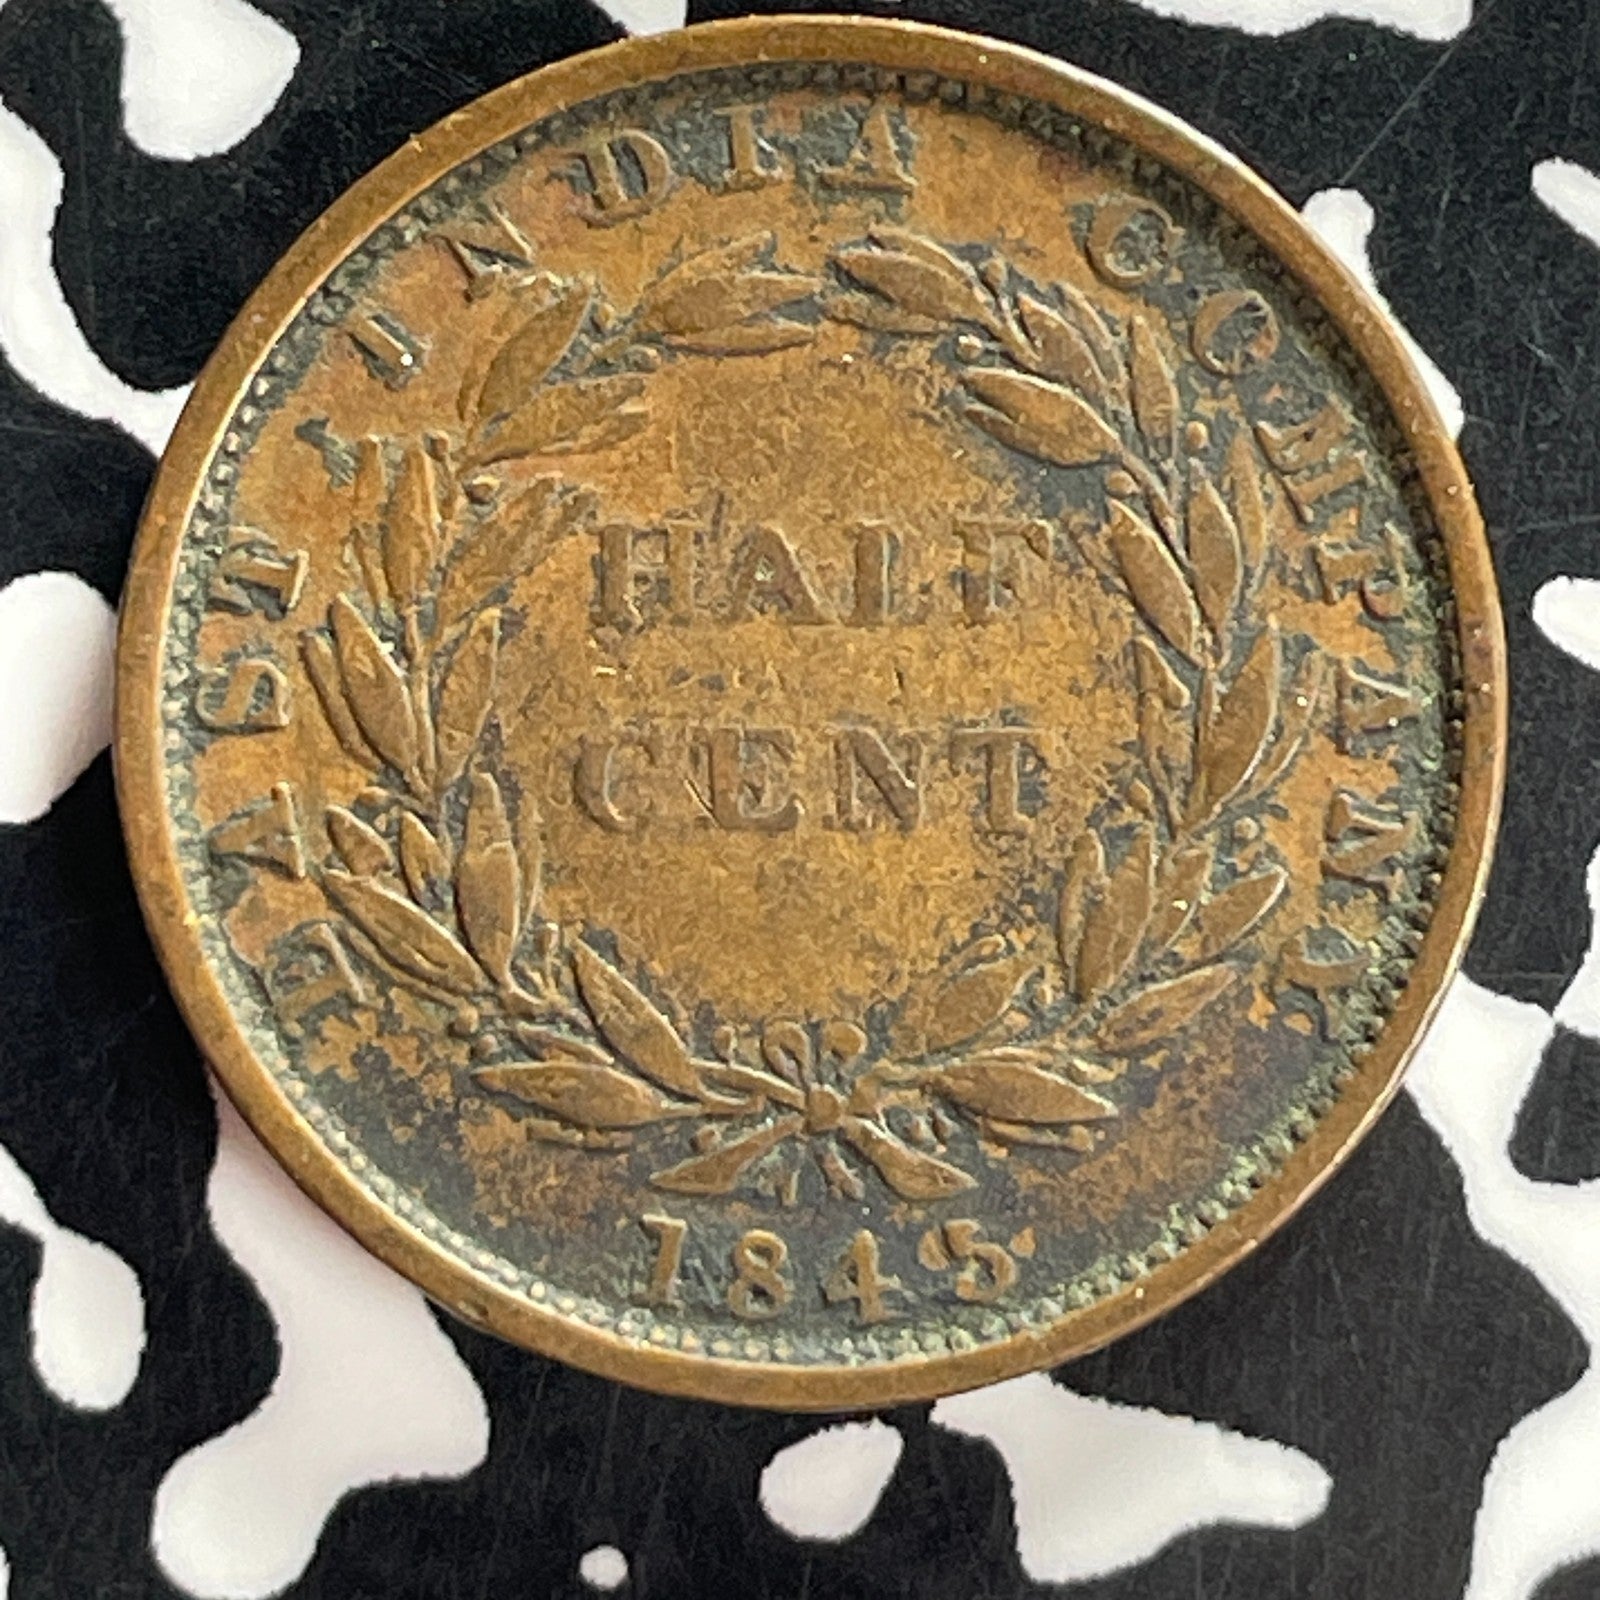 EAST INDIA COMPANY
HALF
CENT
1845